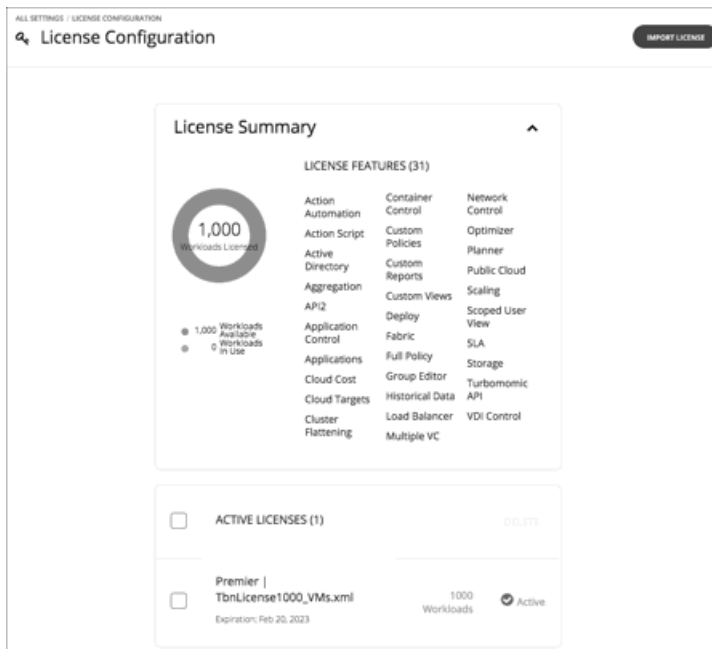 ALL SETTINGS / LICENSE CONFIGURATION
License Configuration
IMPORT LICENSE
License Summary
LICENSE FEATURES (31)
1,000
Workloads Licensed
1,000 Workloads
Available
0 Workloads
In Use
Action
Automation
Action Script
Active
Directory
Aggregation
API2
Application
Control
Applications
Cloud Cost
Cloud Targets
Cluster
Flattening
Container
Control
Custom
Policies
Custom
Reports
Custom Views
Deploy
Fabric
Full Policy
Group Editor
Historical Data
Load Balancer
Multiple VC
Network
Control
Optimizer
Planner
Public Cloud
Scaling
Scoped User
View
SLA
Storage
Turbomomic
API
VDI Control
ACTIVE LICENSES (1)
Premier |
TbnLicense1000_VMs.xml
Expiration: Feb 20, 2023
1000
Workloads
Active